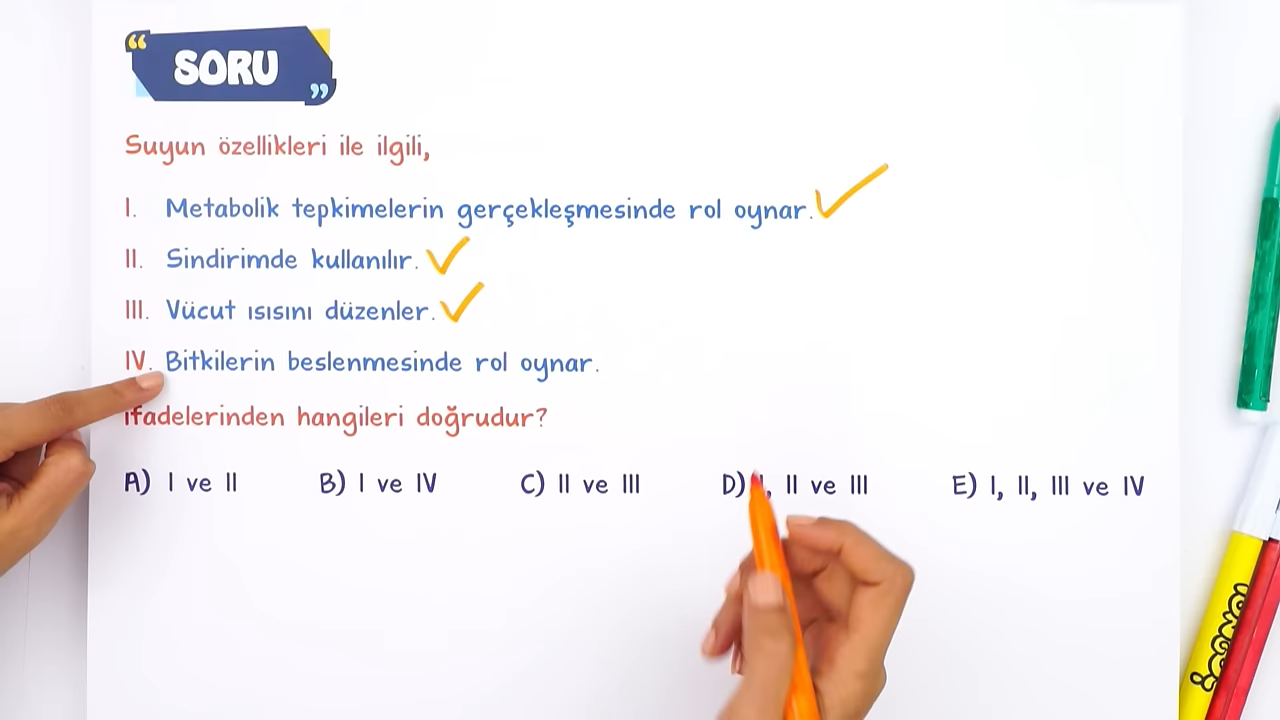 “ SORU ”
Suyun özellikleri ile ilgili,
I. Metabolik tepkimelerin gerçekleşmesinde rol oynar.
II. Sindirimde kullanılır.
III. Vücut ısısını düzenler.
IV. Bitkilerin beslenmesinde rol oynar.
ifadelerinden hangileri doğrudur?
A) I ve II B) I ve IV C) II ve III D) I, II ve III E) I, II, III ve IV